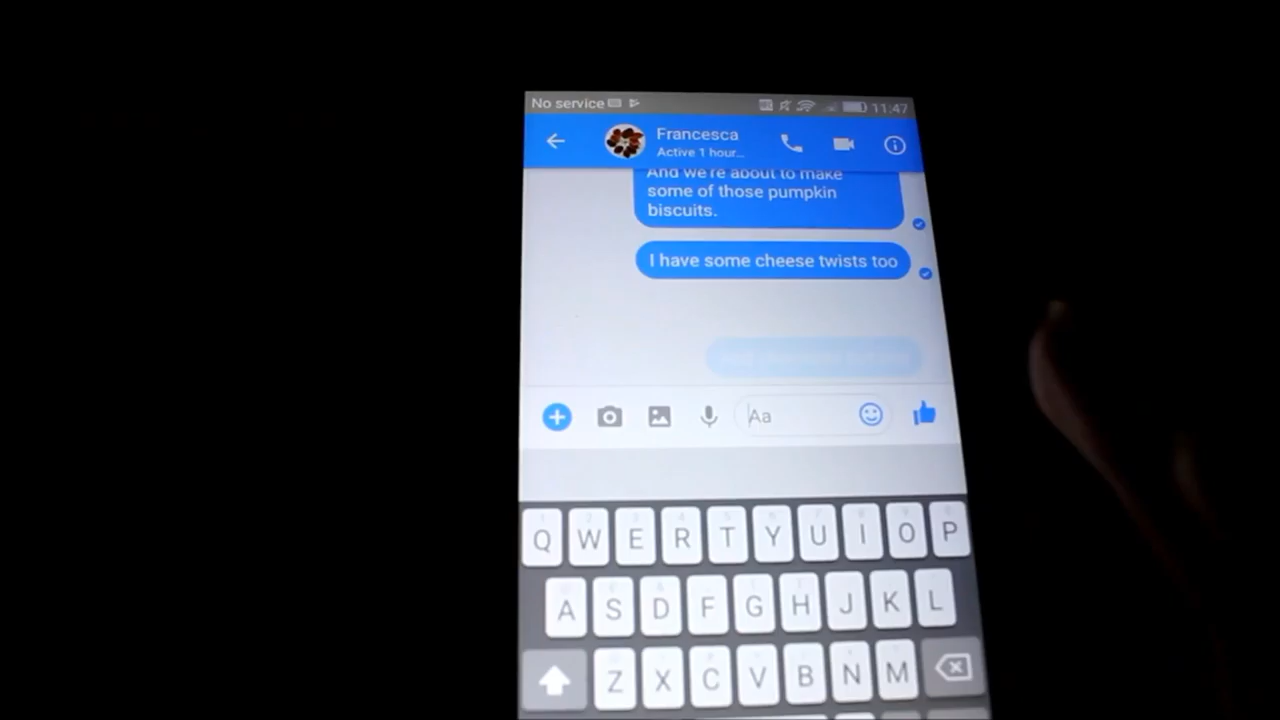 No service 11:47
Francesca
Active 1 hour...
And we're about to make
some of those pumpkin
biscuits.
I have some cheese twists too
Aa
Q W E R T Y U I O P
A S D F G H J K L
Z X C V B N M